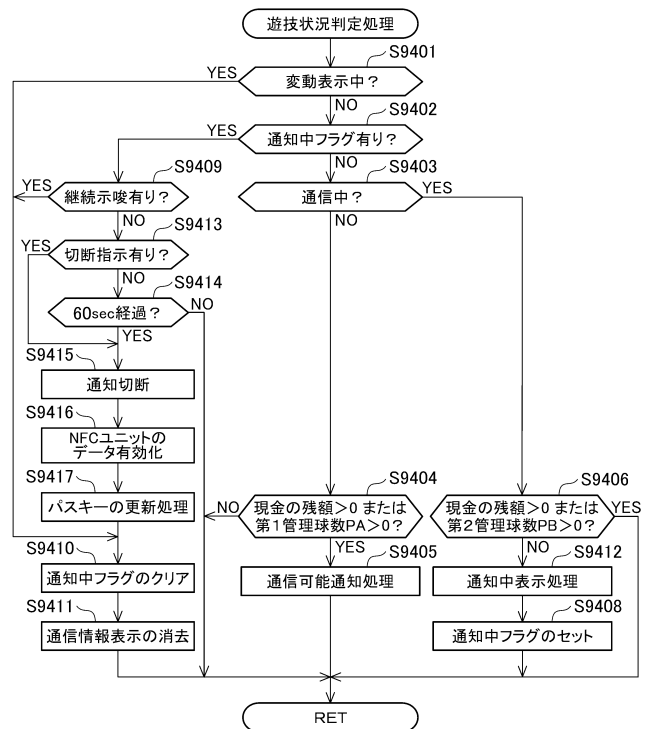 遊技状況判定処理
S9401
変動表示中？
YES
NO
S9402
通知中フラグ有り？
YES
NO
S9409
継続示唆有り？
YES
NO
S9403
通信中？
YES
NO
S9413
切断指示有り？
YES
NO
S9414
60sec経過？
NO
YES
S9415
通知切断
S9416
NFCユニットの
データ有効化
S9417
パスキーの更新処理
S9410
通知中フラグのクリア
S9411
通信情報表示の消去
S9404
現金の残額＞0 または
第1管理球数PA＞0？
NO
YES
S9405
通信可能通知処理
S9406
現金の残額＞0 または
第2管理球数PB＞0？
YES
NO
S9412
通知中表示処理
S9408
通知中フラグのセット
RET